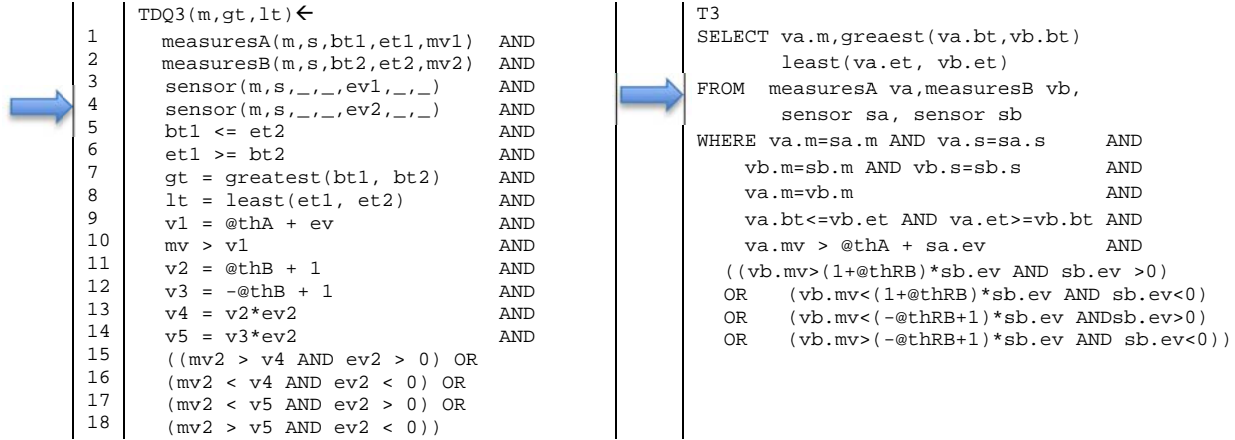 TDQ3(m,gt,lt)←
1 measuresA(m,s,bt1,et1,mv1) AND
2 measuresB(m,s,bt2,et2,mv2) AND
3 sensor(m,s,_,_,ev1,_,_) AND
4 sensor(m,s,_,_,ev2,_,_) AND
5 bt1 <= et2 AND
6 et1 >= bt2 AND
7 gt = greatest(bt1, bt2) AND
8 lt = least(et1, et2) AND
9 v1 = @thA + ev AND
10 mv > v1 AND
11 v2 = @thB + 1 AND
12 v3 = -@thB + 1 AND
13 v4 = v2*ev2 AND
14 v5 = v3*ev2 AND
15 ((mv2 > v4 AND ev2 > 0) OR
16 (mv2 < v4 AND ev2 < 0) OR
17 (mv2 < v5 AND ev2 > 0) OR
18 (mv2 > v5 AND ev2 < 0))
T3
SELECT va.m,greaest(va.bt,vb.bt)
least(va.et, vb.et)
FROM measuresA va,measuresB vb,
sensor sa, sensor sb
WHERE va.m=sa.m AND va.s=sa.s AND
vb.m=sb.m AND vb.s=sb.s AND
va.m=vb.m AND
va.bt<=vb.et AND va.et>=vb.bt AND
va.mv > @thA + sa.ev AND
((vb.mv>(1+@thRB)*sb.ev AND sb.ev >0)
OR (vb.mv<(1+@thRB)*sb.ev AND sb.ev<0)
OR (vb.mv<(-@thRB+1)*sb.ev ANDsb.ev>0)
OR (vb.mv>(-@thRB+1)*sb.ev AND sb.ev<0))